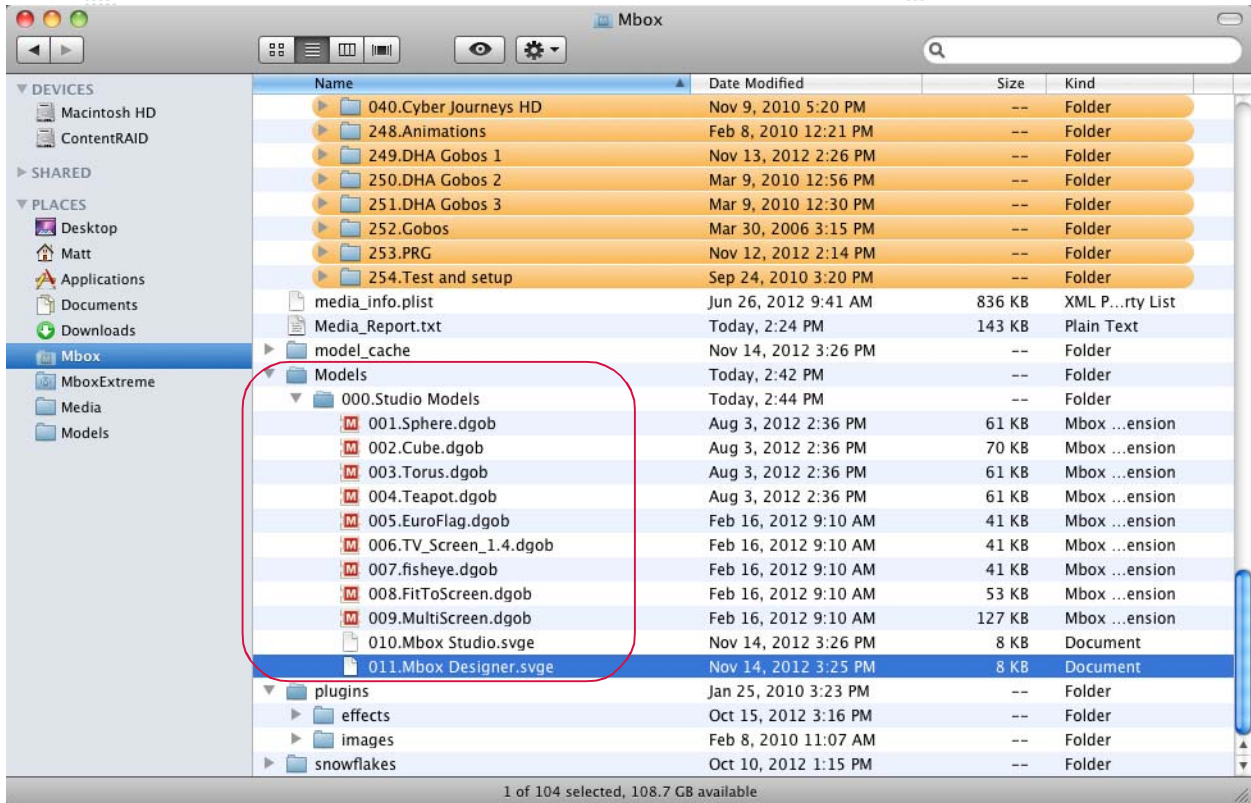 Mbox
Name Date Modified Size Kind
DEVICES
Macintosh HD
ContentRAID
SHARED
PLACES
Desktop
Matt
Applications
Documents
Downloads
Mbox
MboxExtreme
Media
Models
040.Cyber Journeys HD Nov 9, 2010 5:20 PM -- Folder
248.Animations Feb 8, 2010 12:21 PM -- Folder
249.DHA Gobos 1 Nov 13, 2012 2:26 PM -- Folder
250.DHA Gobos 2 Mar 9, 2010 12:56 PM -- Folder
251.DHA Gobos 3 Mar 9, 2010 12:30 PM -- Folder
252.Gobos Mar 30, 2006 3:15 PM -- Folder
253.PRG Nov 12, 2012 2:14 PM -- Folder
254.Test and setup Sep 24, 2010 3:20 PM -- Folder
media_info.plist Jun 26, 2012 9:41 AM 836 KB XML P...rty List
Media_Report.txt Today, 2:24 PM 143 KB Plain Text
model_cache Nov 14, 2012 3:26 PM -- Folder
Models Today, 2:42 PM -- Folder
000.Studio Models Today, 2:44 PM -- Folder
001.Sphere.dgob Aug 3, 2012 2:36 PM 61 KB Mbox ...ension
002.Cube.dgob Aug 3, 2012 2:36 PM 70 KB Mbox ...ension
003.Torus.dgob Aug 3, 2012 2:36 PM 61 KB Mbox ...ension
004.Teapot.dgob Aug 3, 2012 2:36 PM 61 KB Mbox ...ension
005.EuroFlag.dgob Feb 16, 2012 9:10 AM 41 KB Mbox ...ension
006.TV_Screen_1.4.dgob Feb 16, 2012 9:10 AM 41 KB Mbox ...ension
007.fisheye.dgob Feb 16, 2012 9:10 AM 41 KB Mbox ...ension
008.FitToScreen.dgob Feb 16, 2012 9:10 AM 53 KB Mbox ...ension
009.MultiScreen.dgob Feb 16, 2012 9:10 AM 127 KB Mbox ...ension
010.Mbox Studio.svge Nov 14, 2012 3:26 PM 8 KB Document
011.Mbox Designer.svge Nov 14, 2012 3:25 PM 8 KB Document
plugins Jan 25, 2010 3:23 PM -- Folder
effects Oct 15, 2012 3:16 PM -- Folder
images Feb 8, 2010 11:07 AM -- Folder
snowflakes Oct 10, 2012 1:15 PM -- Folder
1 of 104 selected, 108.7 GB available